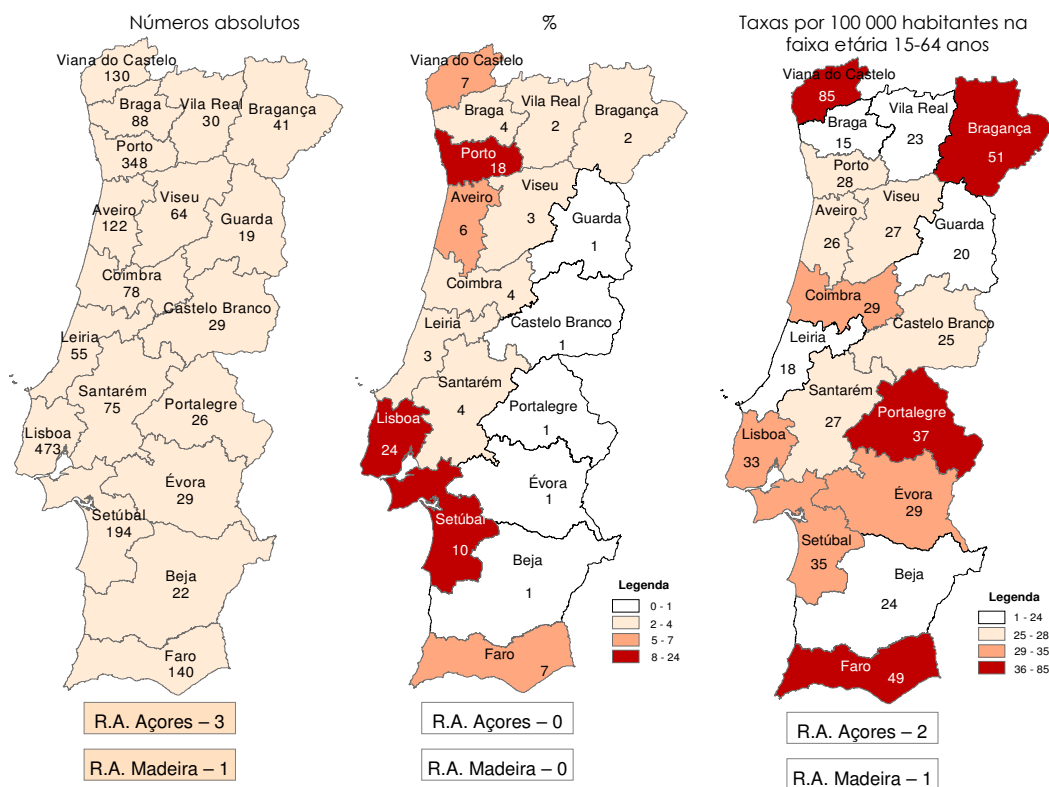 Números absolutos
Viana do Castelo
130
Braga
88
Vila Real
30
Bragança
41
Porto
348
Aveiro
122
Viseu
64
Guarda
19
Coimbra
78
Castelo Branco
29
Leiria
55
Santarém
75
Portalegre
26
Lisboa
473
Évora
29
Setúbal
194
Beja
22
Faro
140
R.A. Açores – 3
R.A. Madeira – 1
%
Viana do Castelo
7
Braga
4
Vila Real
2
Bragança
2
Porto
18
Aveiro
6
Viseu
3
Guarda
1
Coimbra
4
Castelo Branco
1
Leiria
3
Santarém
4
Portalegre
1
Lisboa
24
Évora
1
Setúbal
10
Beja
1
Faro
7
Legenda
0 - 1
2 - 4
5 - 7
8 - 24
R.A. Açores – 0
R.A. Madeira – 0
Taxas por 100 000 habitantes na
faixa etária 15-64 anos
Viana do Castelo
85
Braga
15
Vila Real
23
Bragança
51
Porto
28
Aveiro
26
Viseu
27
Guarda
20
Coimbra
29
Castelo Branco
25
Leiria
18
Santarém
27
Portalegre
37
Lisboa
33
Évora
29
Setúbal
35
Beja
24
Faro
49
Legenda
1 - 24
25 - 28
29 - 35
36 - 85
R.A. Açores – 2
R.A. Madeira – 1